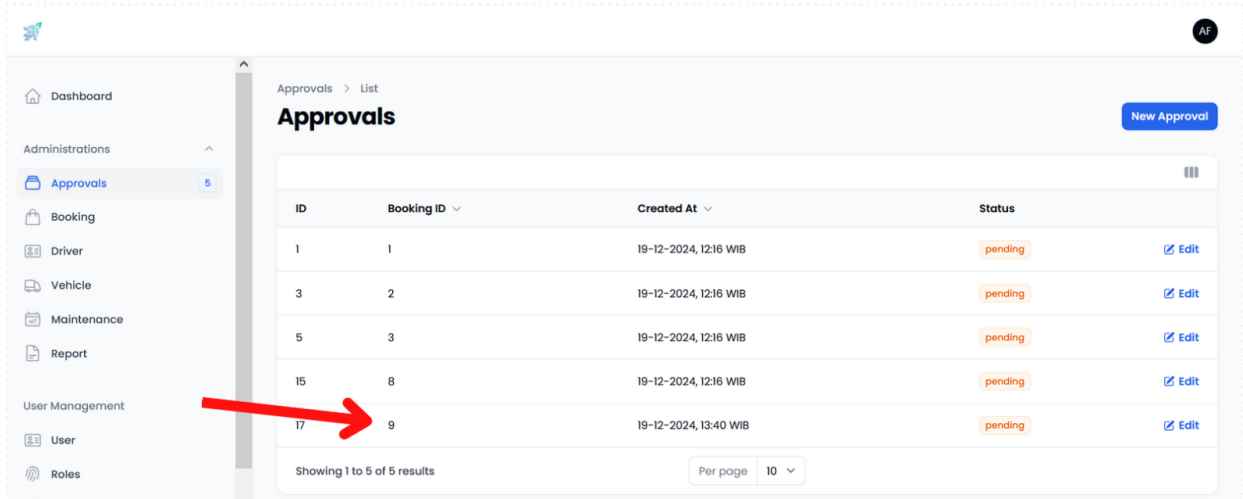 AF
Dashboard
Administrations
Approvals 5
Booking
Driver
Vehicle
Maintenance
Report
User Management
User
Roles
Approvals > List
Approvals
New Approval
ID Booking ID Created At Status
1 1 19-12-2024, 12:16 WIB pending Edit
3 2 19-12-2024, 12:16 WIB pending Edit
5 3 19-12-2024, 12:16 WIB pending Edit
15 8 19-12-2024, 12:16 WIB pending Edit
17 9 19-12-2024, 13:40 WIB pending Edit
Showing 1 to 5 of 5 results Per page 10